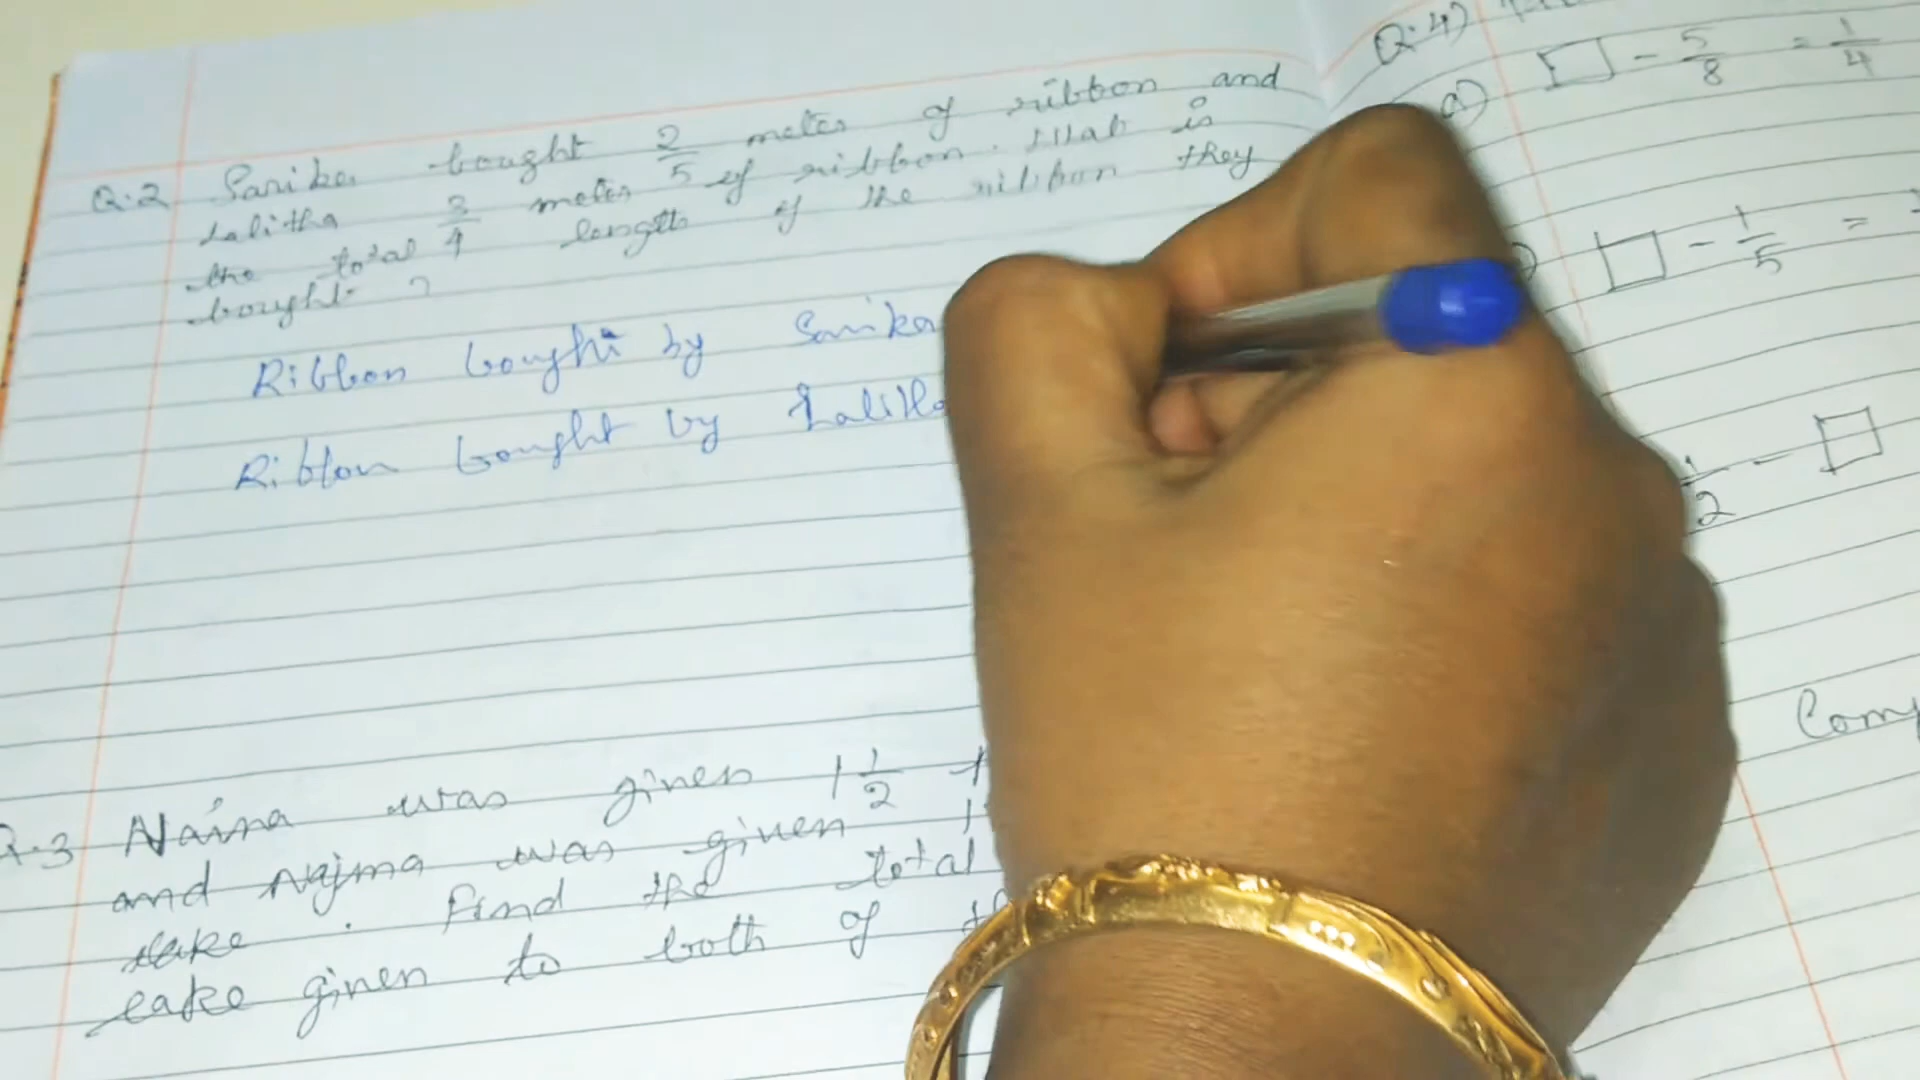 Q.2 Sarika bought 2/5 meter of ribbon and
Lalitha 3/4 meter of ribbon. What is
the total length of the ribbon they
bought ?
Ribbon bought by Sarika
Ribbon bought by Lalitha
Q.3 Naina was given 1 1/2
and Najma was given 1
cake. Find the total
cake given to both of
Q.4)
a) □ - 5/8 = 1/4
□ - 1/5 =
1/2 - □